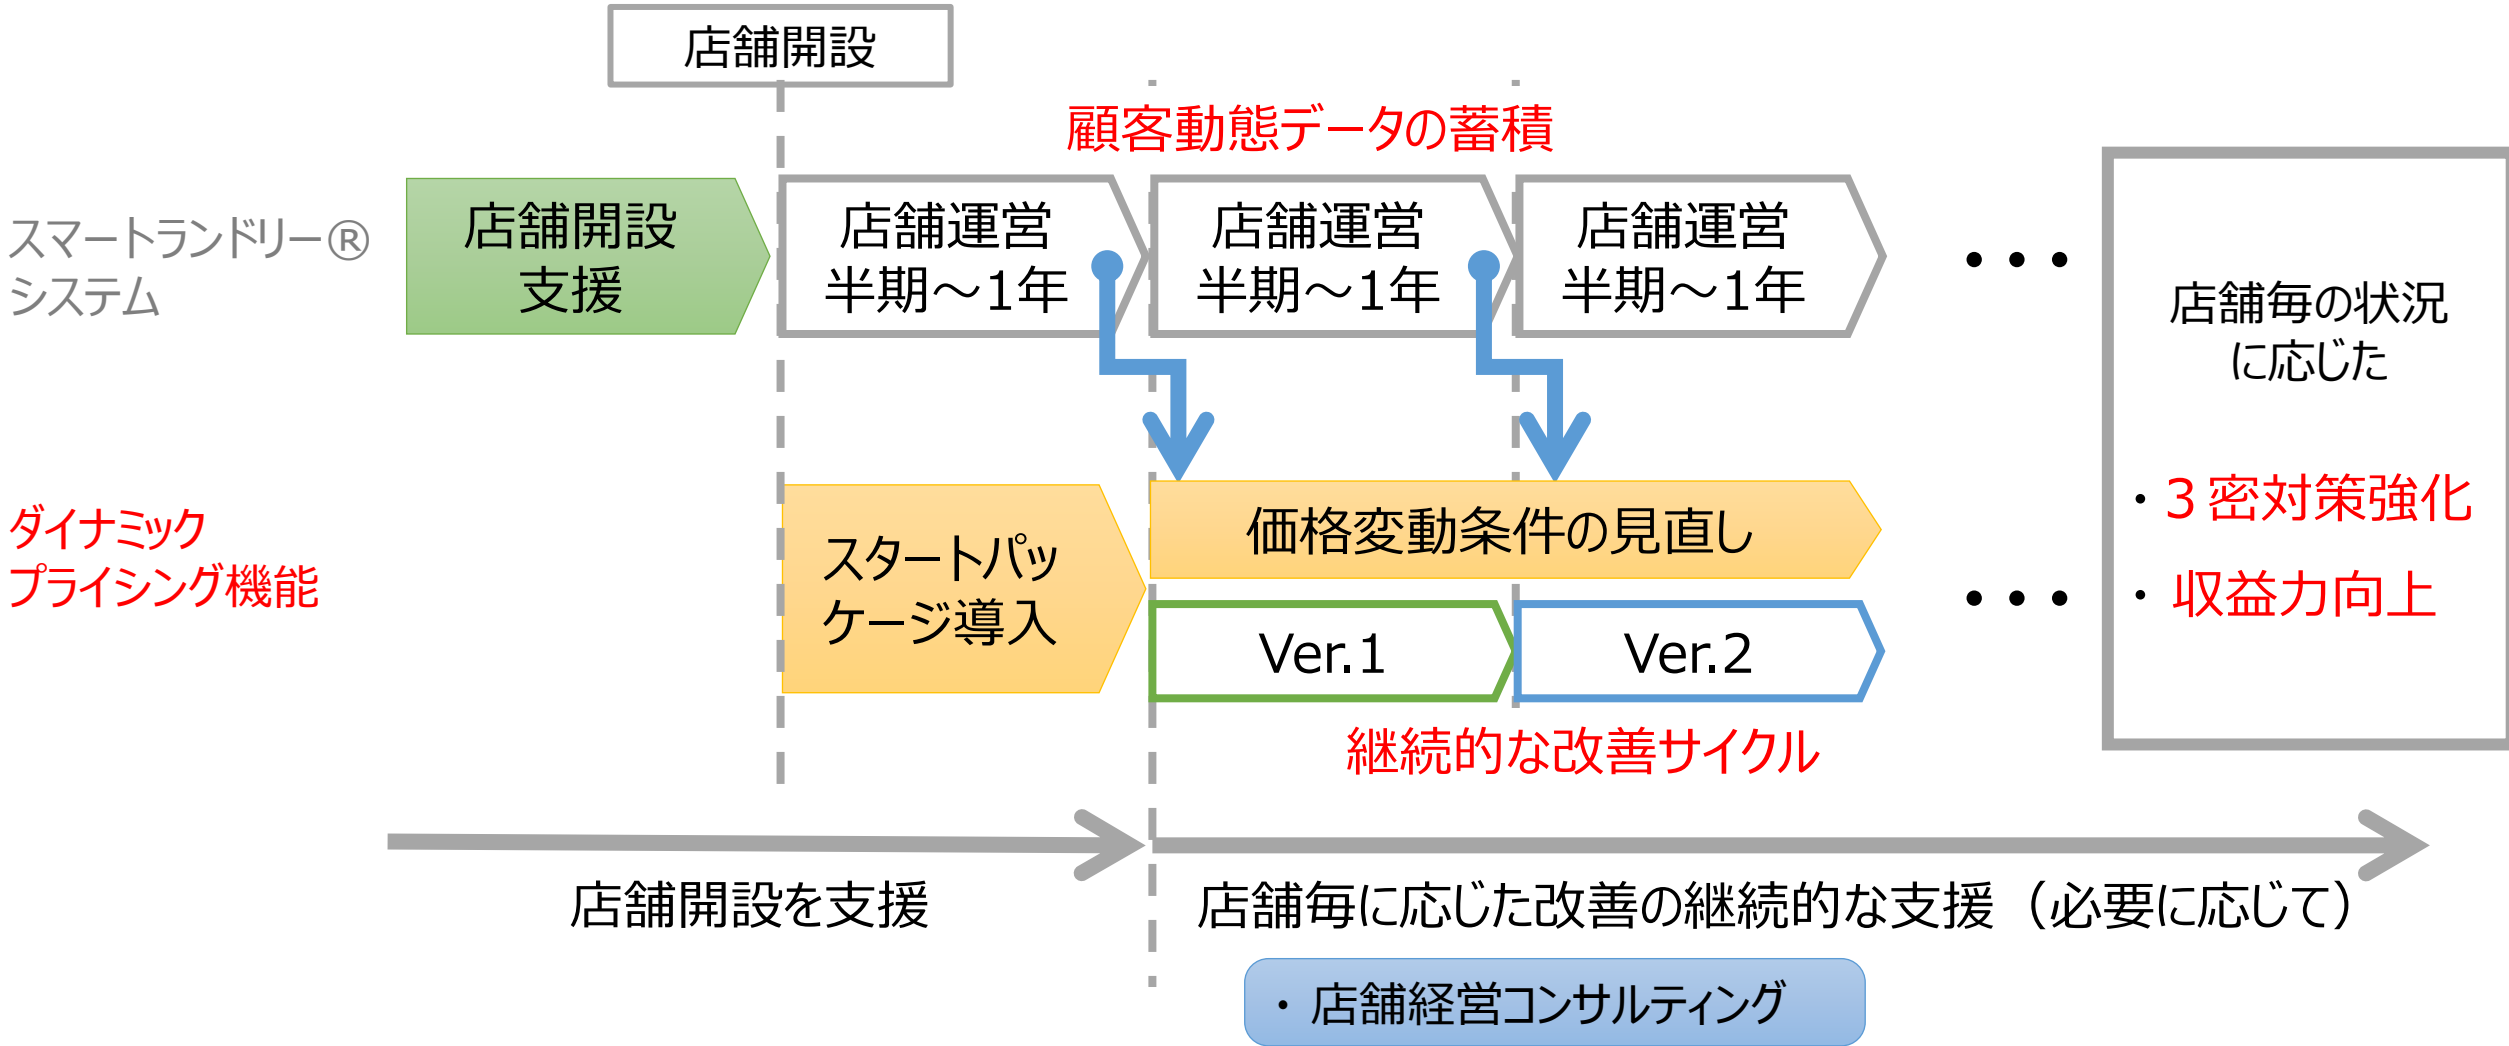 店舗開設
顧客動態データの蓄積
スマートランドリー®
システム
店舗開設
支援
店舗運営
半期～1年
店舗運営
半期～1年
店舗運営
半期～1年
••••
店舗毎の状況
に応じた
・3 密対策強化
・収益力向上
ダイナミック
プライシング機能
スタートパッ
ケージ導入
価格変動条件の見直し
Ver.1
Ver.2
•••
継続的な改善サイクル
店舗開設を支援
店舗毎に応じた改善の継続的な支援（必要に応じて）
・店舗経営コンサルティング